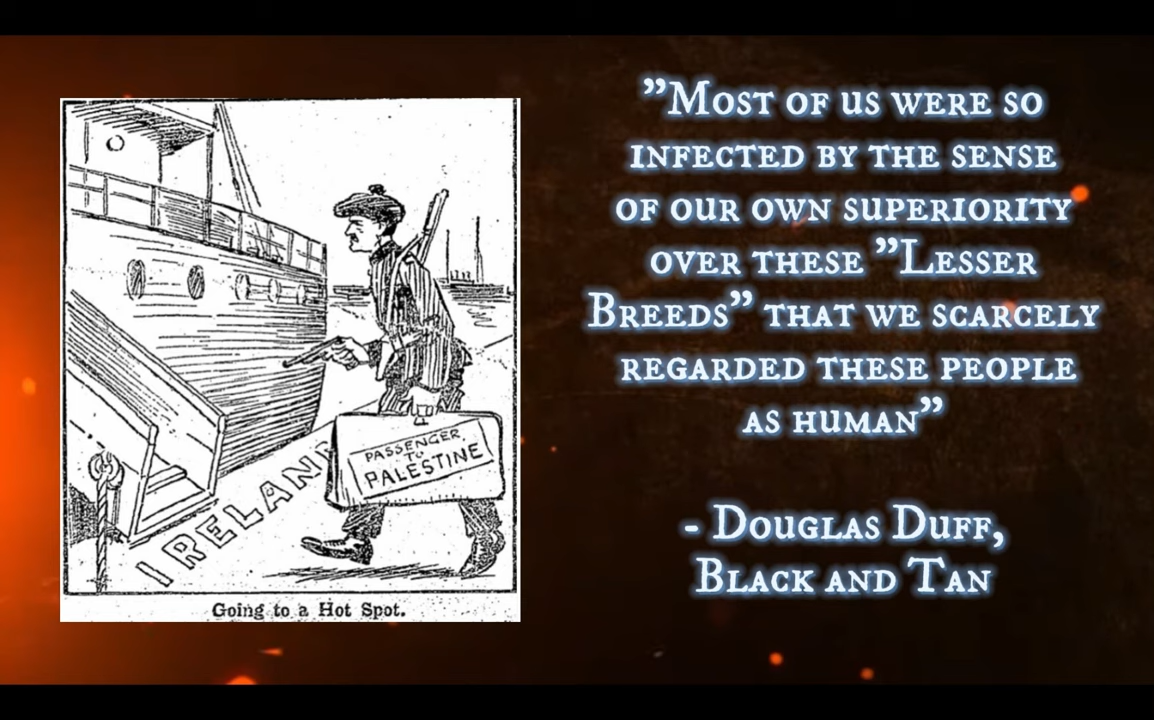 IRELAND
PASSENGER
TO
PALESTINE
Going to a Hot Spot.
"Most of us were so
infected by the sense
of our own superiority
over these "Lesser
Breeds" that we scarcely
regarded these people
as human"
- Douglas Duff,
Black and Tan